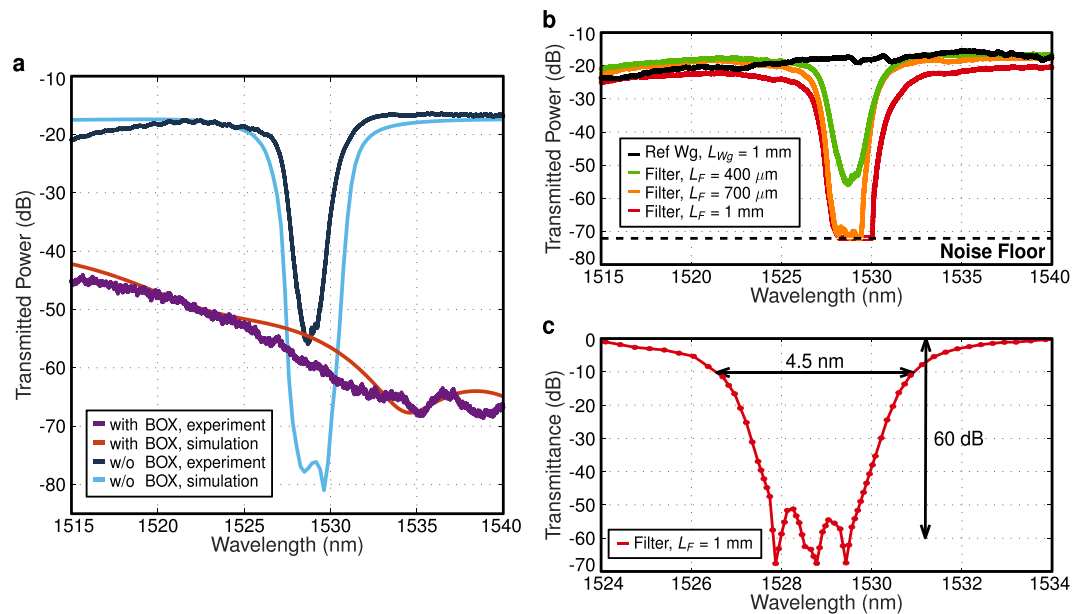 a
Transmitted Power (dB)
-10
-20
-30
-40
-50
-60
-70
-80
with BOX, experiment
with BOX, simulation
w/o BOX, experiment
w/o BOX, simulation
1515 1520 1525 1530 1535 1540
Wavelength (nm)
b
Transmitted Power (dB)
-10
-20
-30
-40
-50
-60
-70
-80
Ref Wg, L_Wg = 1 mm
Filter, L_F = 400 μm
Filter, L_F = 700 μm
Filter, L_F = 1 mm
Noise Floor
1515 1520 1525 1530 1535 1540
Wavelength (nm)
c
Transmittance (dB)
0
-10
-20
-30
-40
-50
-60
-70
4.5 nm
60 dB
Filter, L_F = 1 mm
1524 1526 1528 1530 1532 1534
Wavelength (nm)